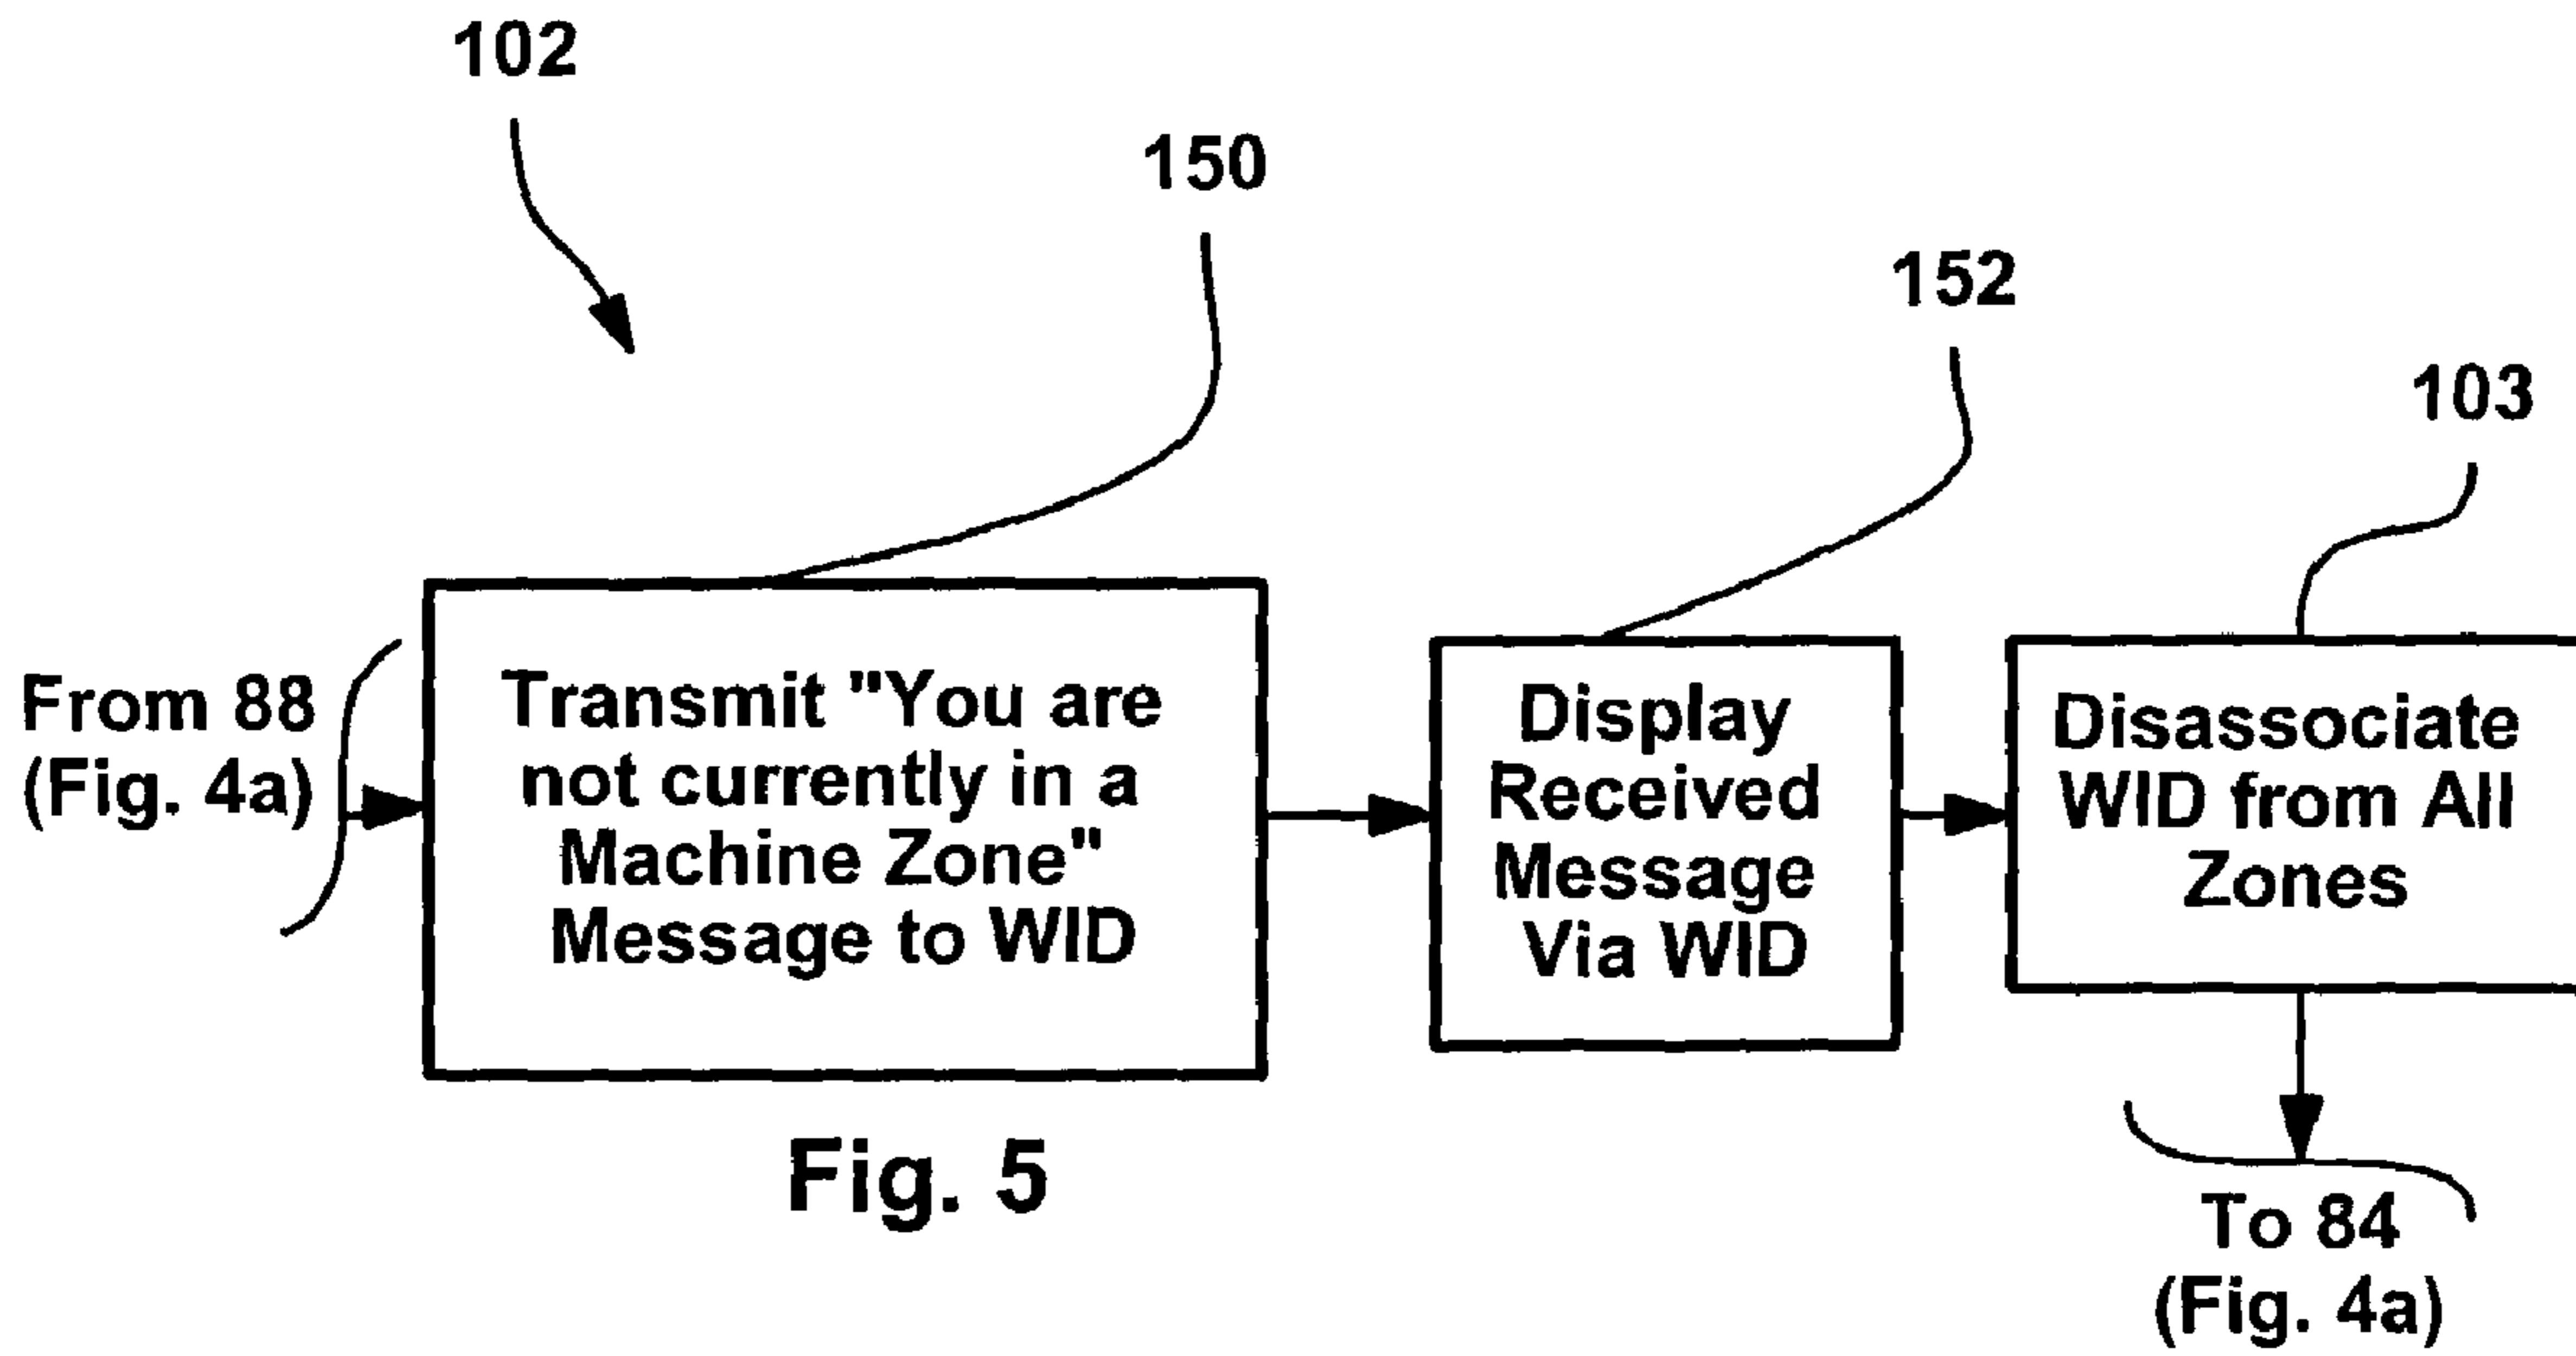 102
150
152
103
From 88
(Fig. 4a)
Transmit "You are
not currently in a
Machine Zone"
Message to WID
Display
Received
Message
Via WID
Disassociate
WID from All
Zones
Fig. 5
To 84
(Fig. 4a)